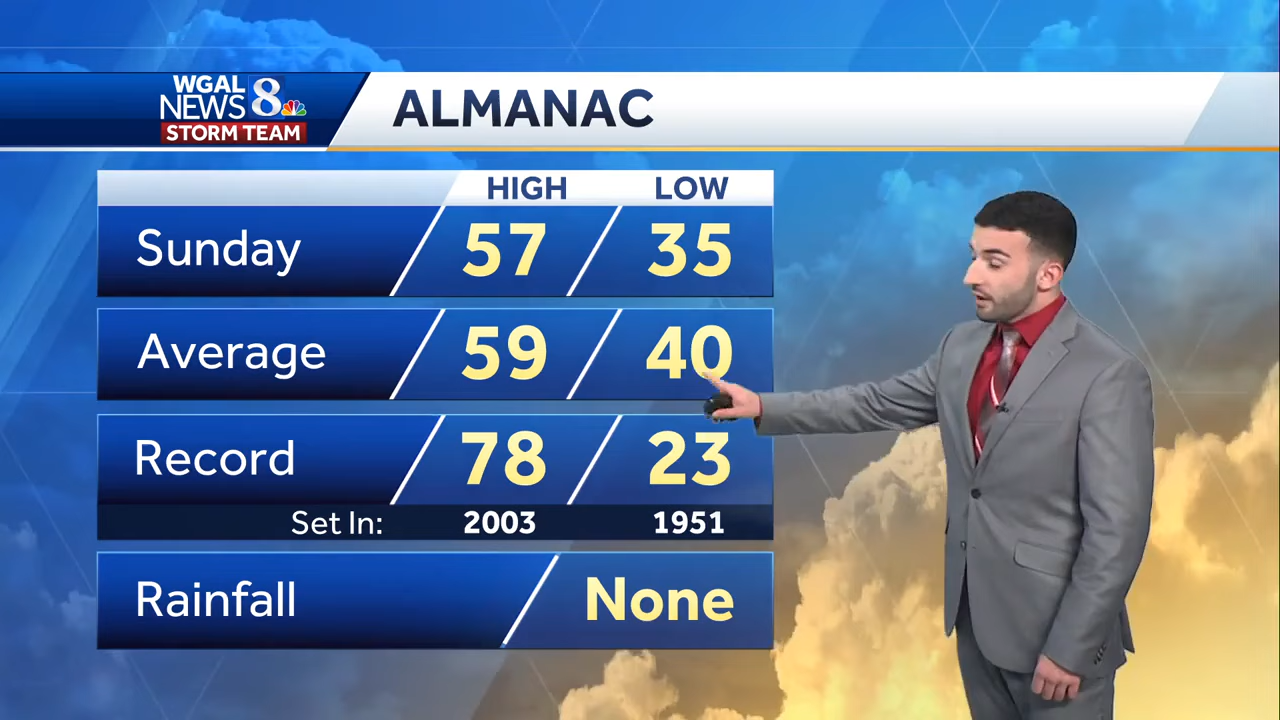 WGAL
NEWS 8
STORM TEAM
ALMANAC
HIGH LOW
Sunday 57 35
Average 59 40
Record 78 23
Set In: 2003 1951
Rainfall None